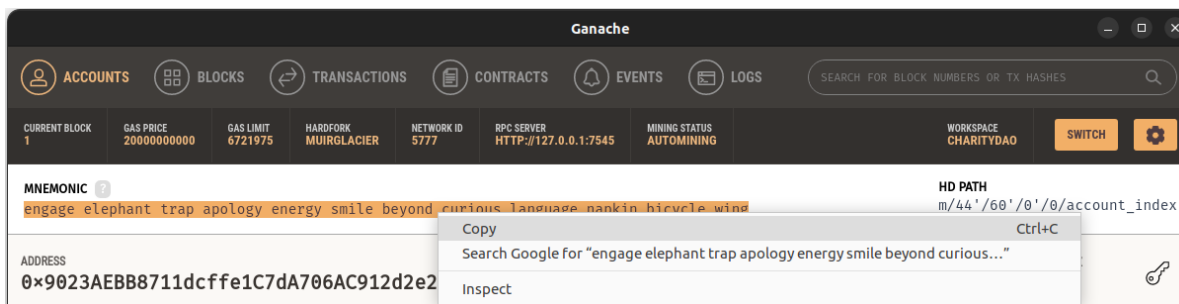 Ganache
ACCOUNTS BLOCKS TRANSACTIONS CONTRACTS EVENTS LOGS SEARCH FOR BLOCK NUMBERS OR TX HASHES
CURRENT BLOCK GAS PRICE GAS LIMIT HARDFORK NETWORK ID RPC SERVER MINING STATUS WORKSPACE
1 20000000000 6721975 MUIRGLACIER 5777 HTTP://127.0.0.1:7545 AUTOMINING CHARITYDAO SWITCH
MNEMONIC ? HD PATH
engage elephant trap apology energy smile beyond curious language napkin bicycle wing m/44'/60'/0'/0/account_index
Copy Ctrl+C
Search Google for “engage elephant trap apology energy smile beyond curious…”
ADDRESS
0×9023AEBB8711dcffe1C7dA706AC912d2e2
Inspect